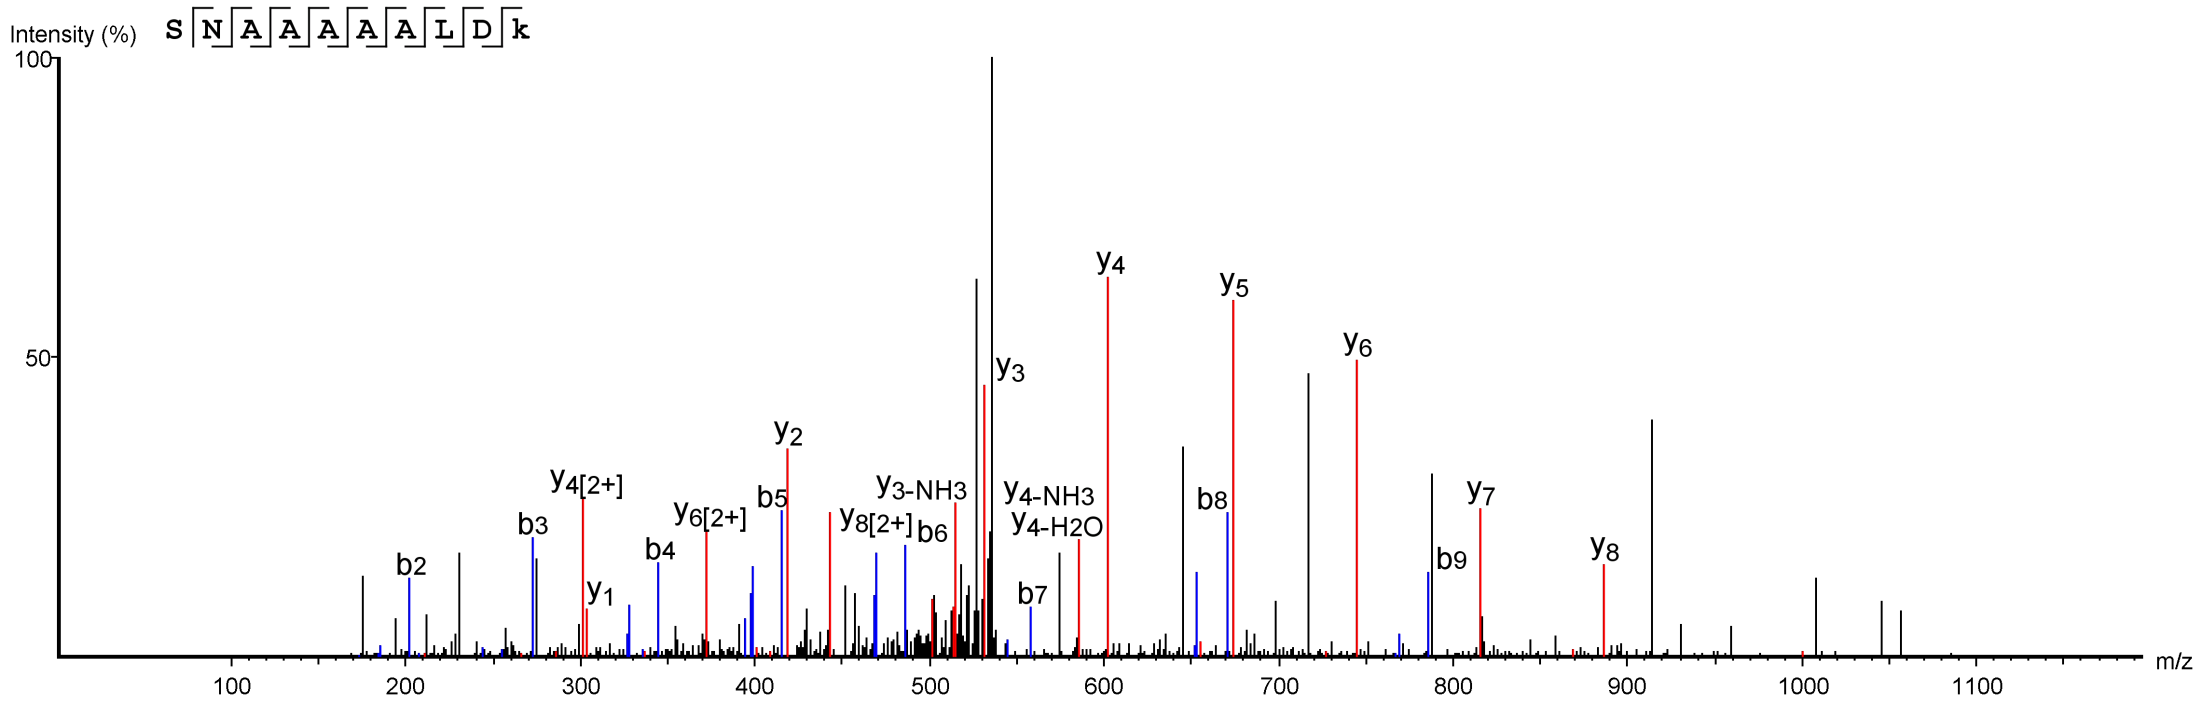 Intensity (%) S N A A A A A L D k
100
y4
y5
y6
50
y3
y2
y4[2+]
y3-NH3
y4-NH3
b5
b8
y7
y6[2+]
y8[2+]
b6
y4-H2O
b3
b4
y8
b9
b2
y1
b7
m/z
100 200 300 400 500 600 700 800 900 1000 1100